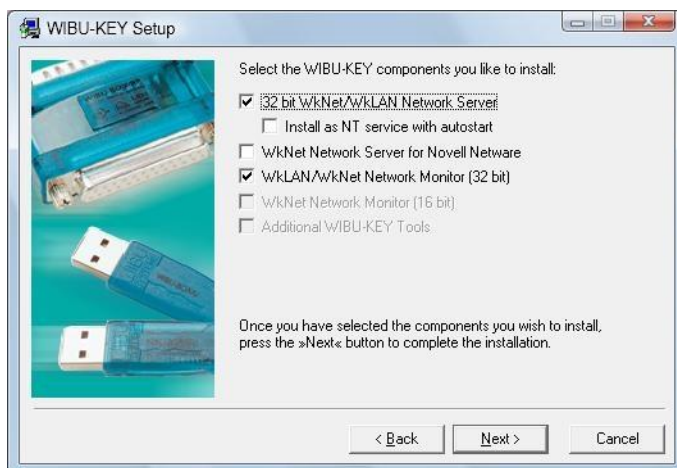 WIBU-KEY Setup
Select the WIBU-KEY components you like to install:
32 bit WkNet/WkLAN Network Server
Install as NT service with autostart
WkNet Network Server for Novell Netware
WkLAN/WkNet Network Monitor (32 bit)
WkNet Network Monitor (16 bit)
Additional WIBU-KEY Tools
Once you have selected the components you wish to install,
press the »Next« button to complete the installation.
< Back
Next >
Cancel